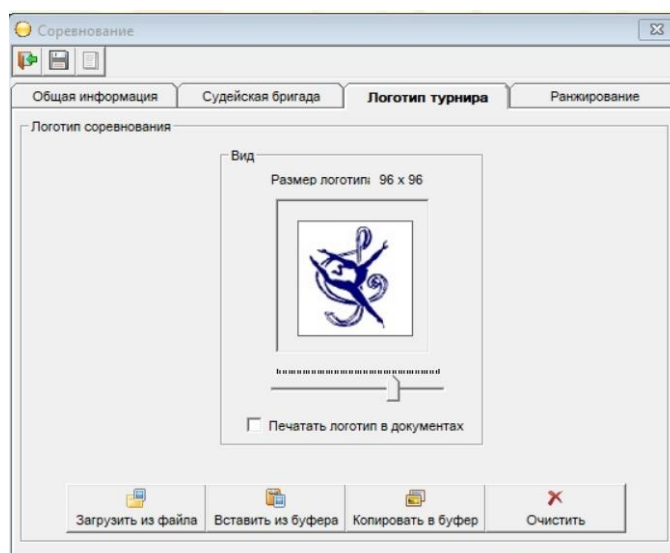 Соревнование
Общая информация
Судейская бригада
Логотип турнира
Ранжирование
Логотип соревнования
Вид
Размер логотипа 96 x 96
Печатать логотип в документах
Загрузить из файла
Вставить из буфера
Копировать в буфер
Очистить